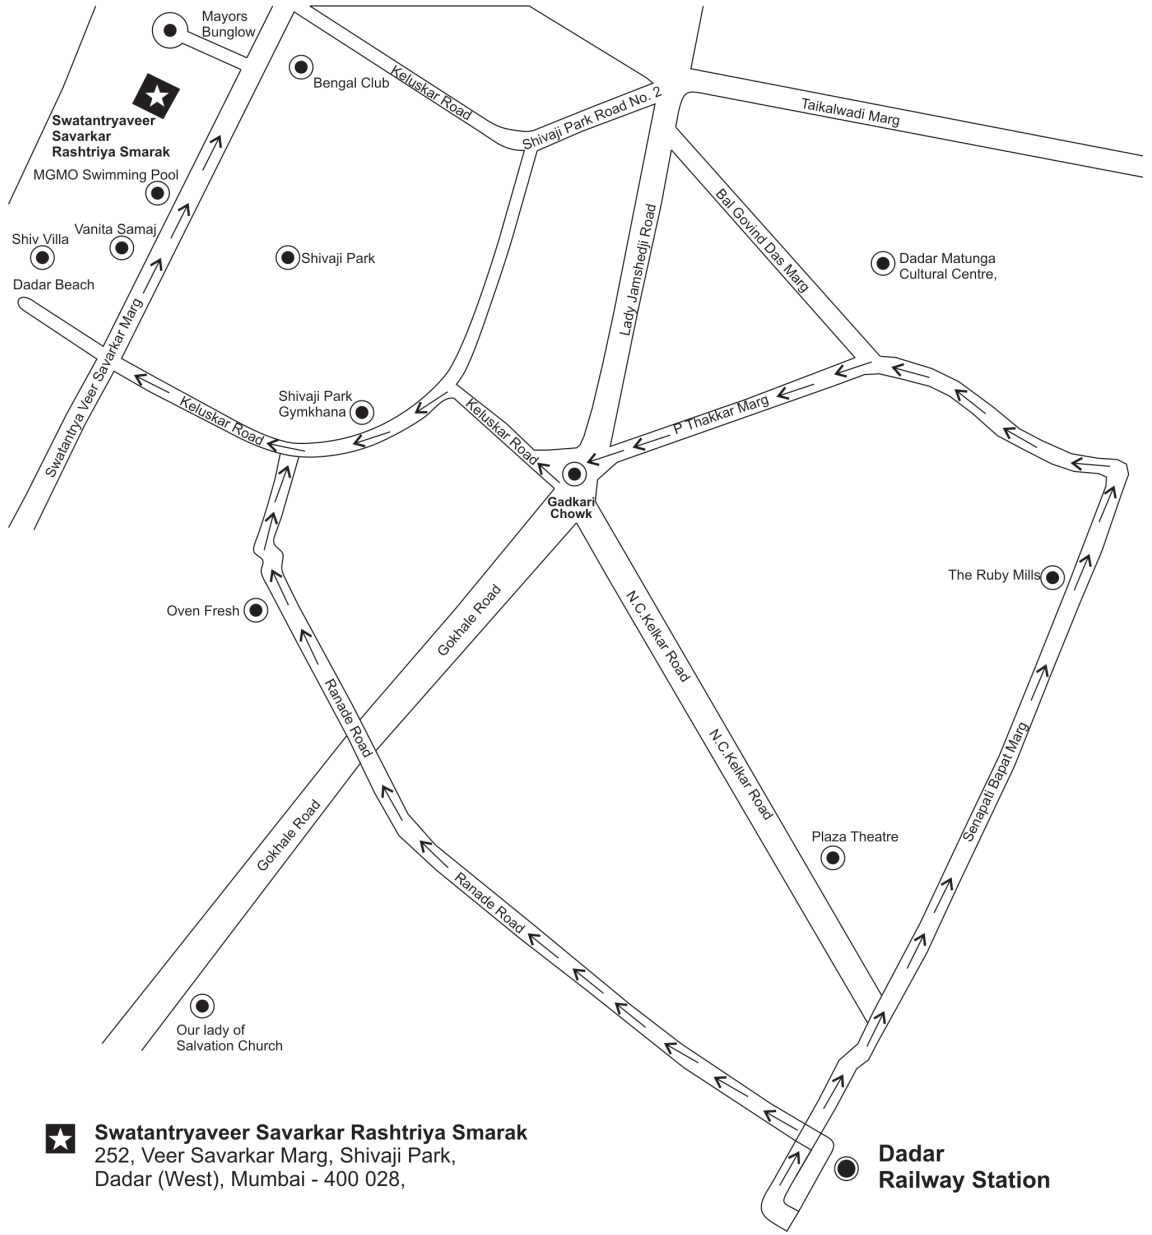 Mayors
Bunglow
Bengal Club
Keluskar Road
Shivaji Park Road No. 2
Taikalwadi Marg
Swatantryaveer
Savarkar
Rashtriya Smarak
MGMO Swimming Pool
Vanita Samaj
Shiv Villa
Dadar Beach
Shivaji Park
Lady Jamshedji Road
Bal Govind Das Marg
Dadar Matunga
Cultural Centre,
Swatantrya Veer Savarkar Marg
Keluskar Road
Shivaji Park
Gymkhana
Keluskar Road
P Thakkar Marg
Gadkari
Chowk
The Ruby Mills
Oven Fresh
Gokhale Road
N.C.Kelkar Road
Ranade Road
N.C.Kelkar Road
Senapati Bapat Marg
Gokhale Road
Plaza Theatre
Ranade Road
Our lady of
Salvation Church
Swatantryaveer Savarkar Rashtriya Smarak
252, Veer Savarkar Marg, Shivaji Park,
Dadar (West), Mumbai - 400 028,
Dadar
Railway Station